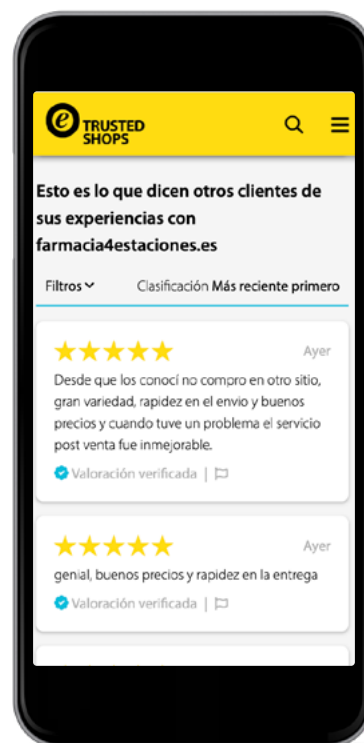 e TRUSTED
SHOPS
Esto es lo que dicen otros clientes de
sus experiencias con
farmacia4estaciones.es
Filtros Clasificación Más reciente primero
Ayer
Desde que los conocí no compro en otro sitio,
gran variedad, rapidez en el envio y buenos
precios y cuando tuve un problema el servicio
post venta fue inmejorable.
Valoración verificada |
Ayer
genial, buenos precios y rapidez en la entrega
Valoración verificada |